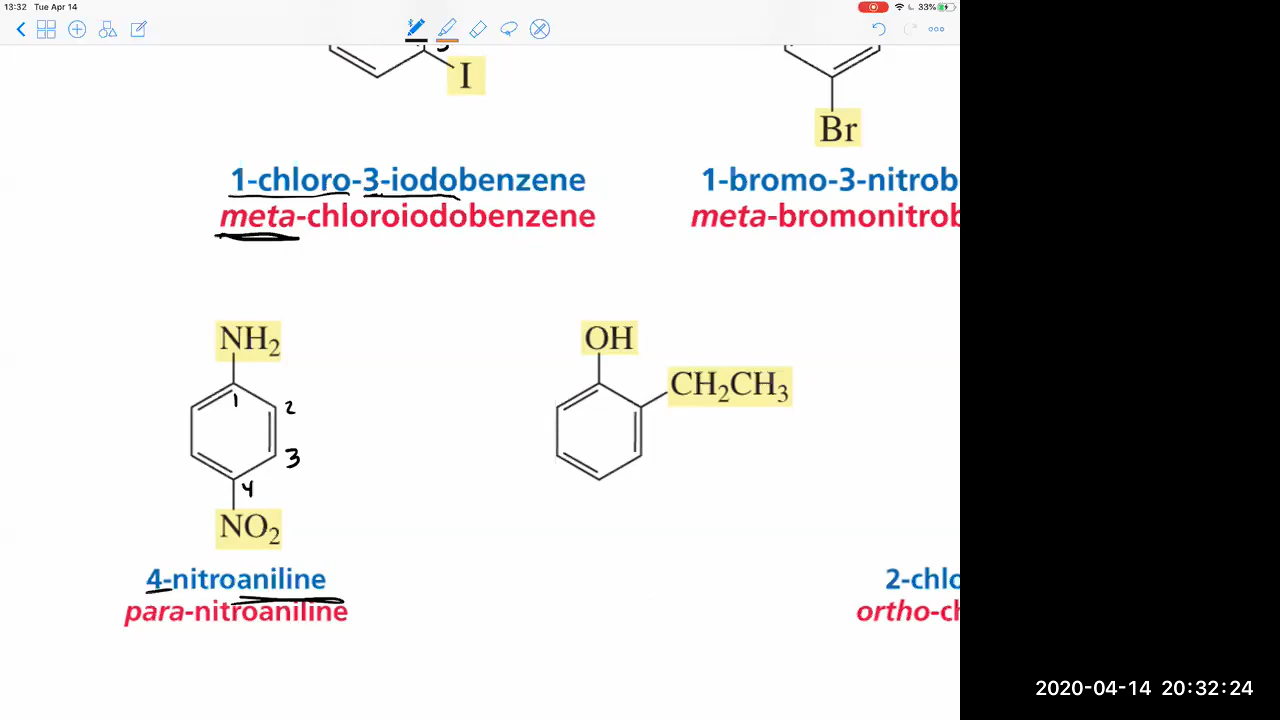 13:32 Tue Apr 14 33%
3
I
Br
1-chloro-3-iodobenzene
meta-chloroiodobenzene
1-bromo-3-nitrob
meta-bromonitrob
NH2
1
2
3
4
NO2
4-nitroaniline
para-nitroaniline
OH
CH2CH3
2-chlo
ortho-ch
2020-04-14 20:32:24